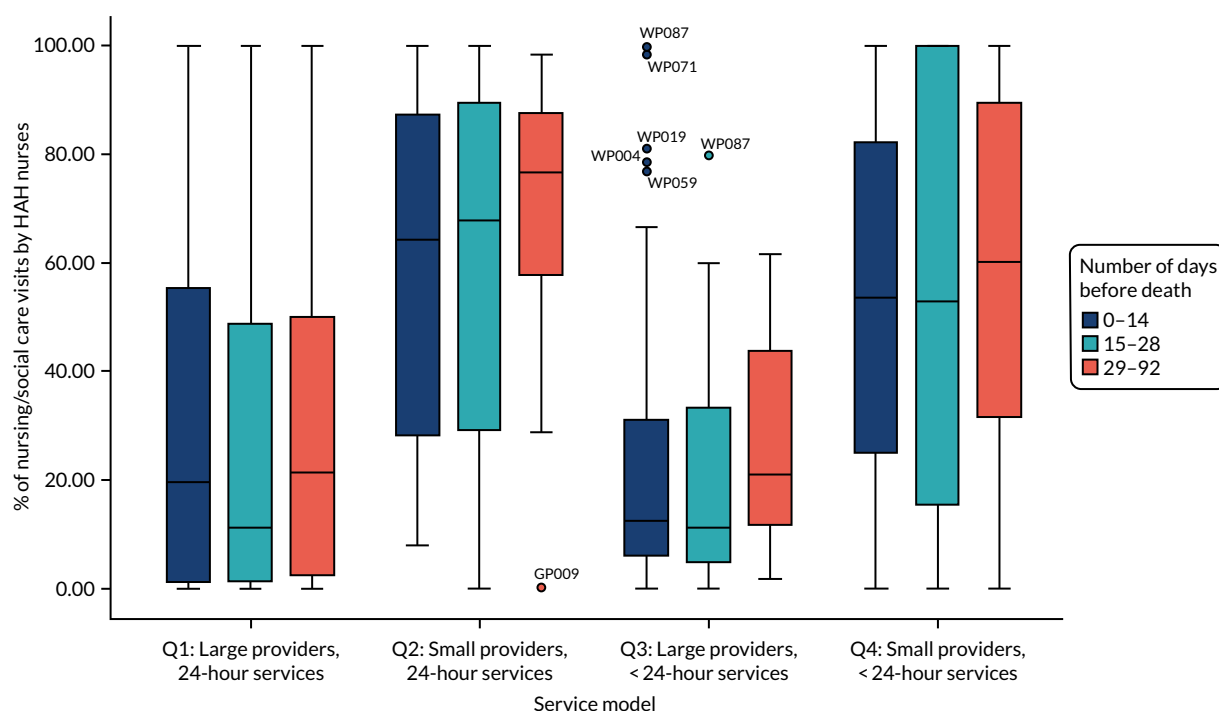 % of nursing/social care visits by HAH nurses
100.00
80.00
60.00
40.00
20.00
0.00
WP087
WP071
WP019
WP004
WP059
WP087
GP009
Q1: Large providers,
24-hour services
Q2: Small providers,
24-hour services
Q3: Large providers,
< 24-hour services
Q4: Small providers,
< 24-hour services
Service model
Number of days
before death
0–14
15–28
29–92